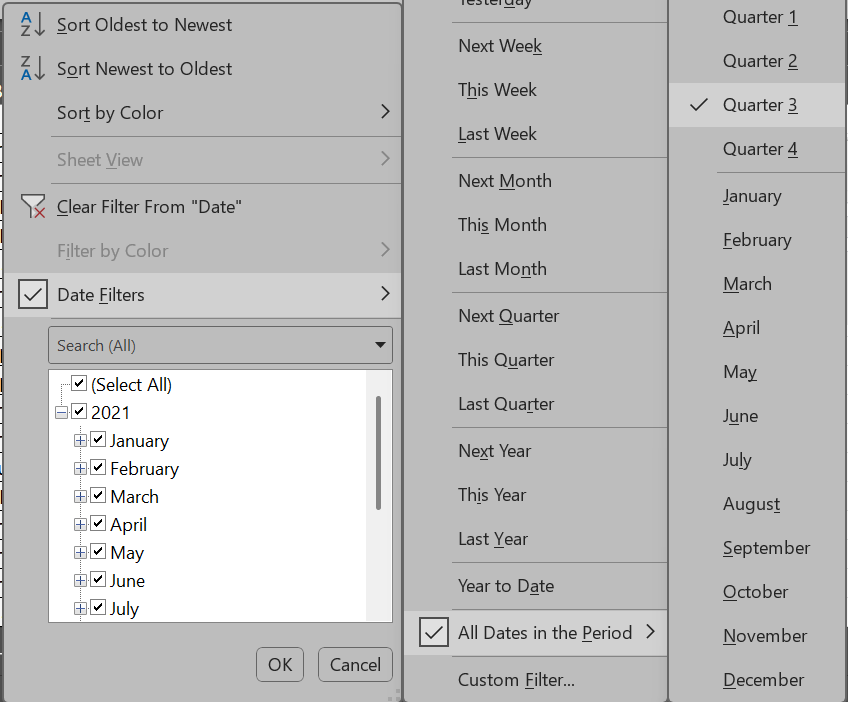 Sort Oldest to Newest
Sort Newest to Oldest
Sort by Color
Sheet View
Clear Filter From "Date"
Filter by Color
Date Filters
Search (All)
(Select All)
2021
January
February
March
April
May
June
July
OK
Cancel
Yesterday
Next Week
This Week
Last Week
Next Month
This Month
Last Month
Next Quarter
This Quarter
Last Quarter
Next Year
This Year
Last Year
Year to Date
All Dates in the Period
Custom Filter...
Quarter 1
Quarter 2
Quarter 3
Quarter 4
January
February
March
April
May
June
July
August
September
October
November
December